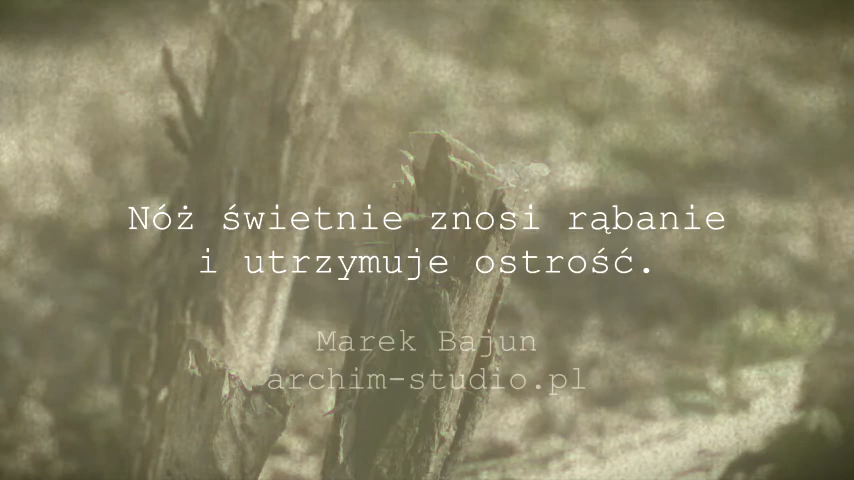 Nóż świetnie znosi rąbanie
i utrzymuje ostrość.
Marek Bajun
archim-studio.pl